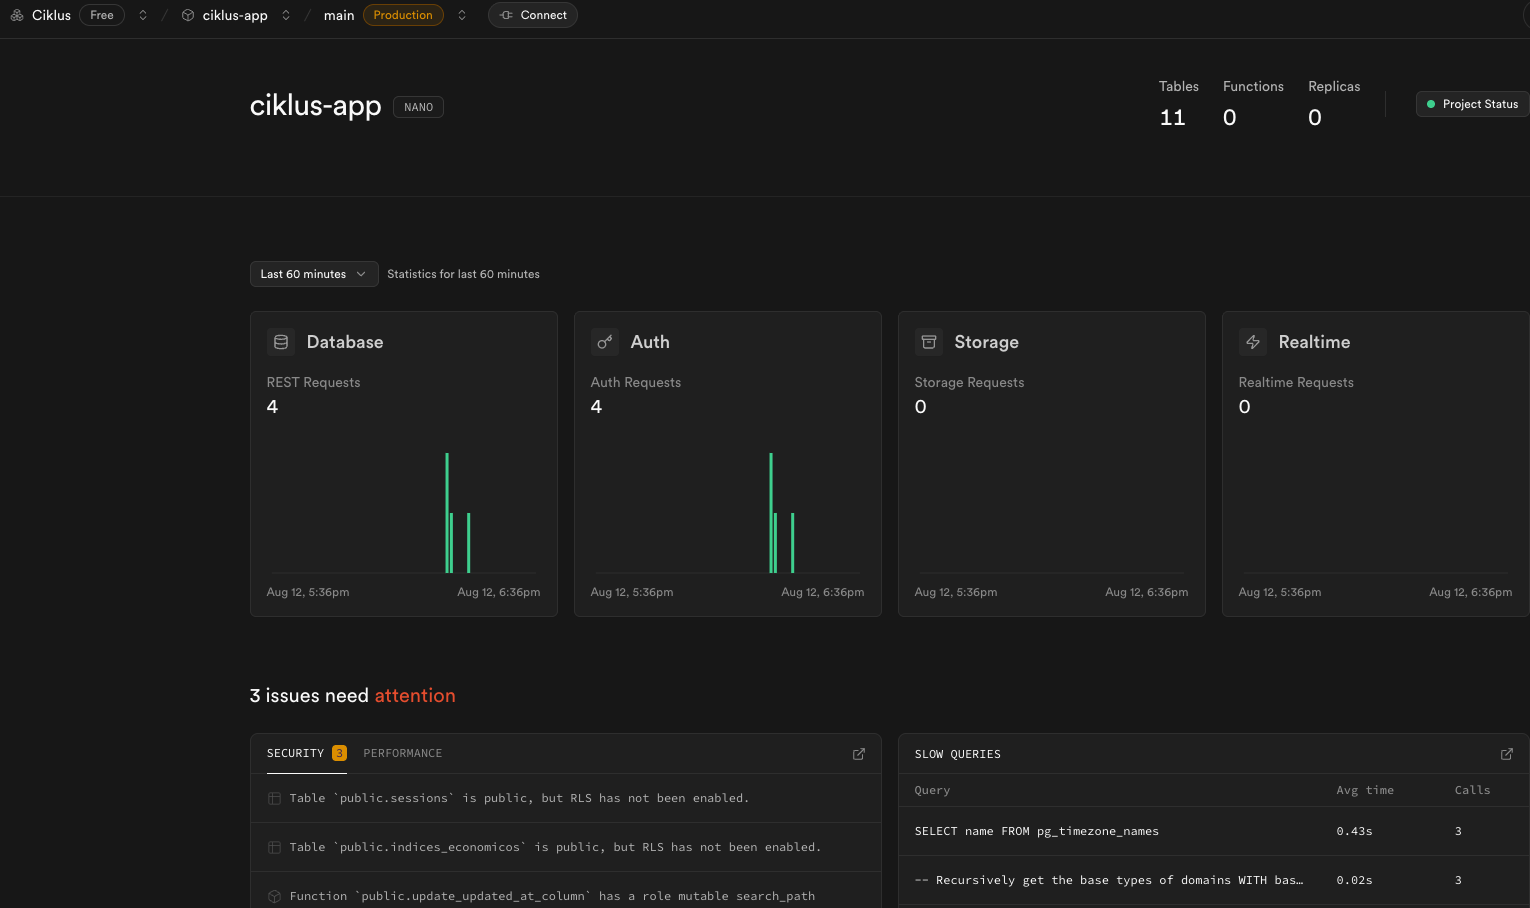 Ciklus Free / ciklus-app / main Production Connect
ciklus-app NANO
Tables Functions Replicas
11 0 0
Project Status
Last 60 minutes Statistics for last 60 minutes
Database
REST Requests
4
Aug 12, 5:36pm Aug 12, 6:36pm
Auth
Auth Requests
4
Aug 12, 5:36pm Aug 12, 6:36pm
Storage
Storage Requests
0
Aug 12, 5:36pm Aug 12, 6:36pm
Realtime
Realtime Requests
0
Aug 12, 5:36pm Aug 12, 6:36pm
3 issues need attention
SECURITY 3 PERFORMANCE
Table `public.sessions` is public, but RLS has not been enabled.
Table `public.indices_economicos` is public, but RLS has not been enabled.
Function `public.update_updated_at_column` has a role mutable search_path
SLOW QUERIES
Query Avg time Calls
SELECT name FROM pg_timezone_names 0.43s 3
-- Recursively get the base types of domains WITH bas… 0.02s 3